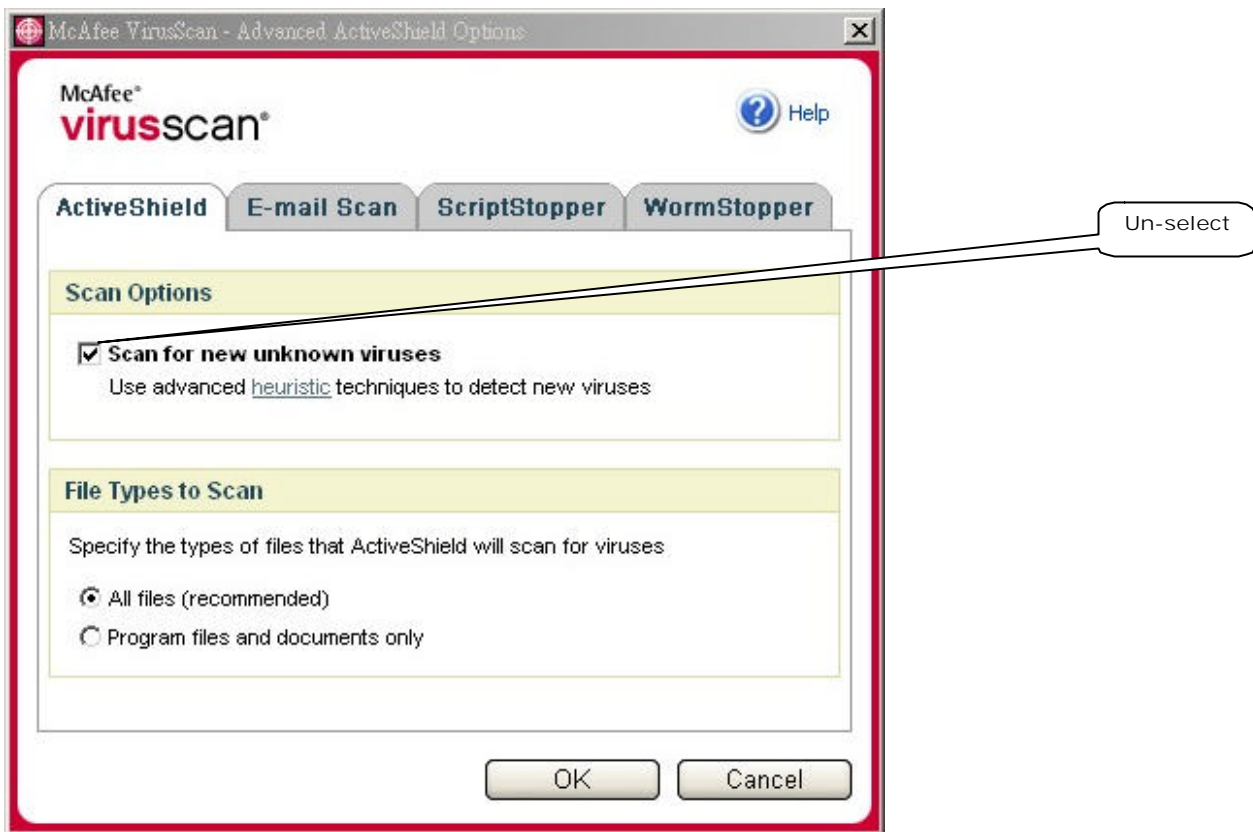 McAfee VirusScan - Advanced ActiveShield Options
McAfee®
virusscan®
Help
ActiveShield
E-mail Scan
ScriptStopper
WormStopper
Un-select
Scan Options
Scan for new unknown viruses
Use advanced heuristic techniques to detect new viruses
File Types to Scan
Specify the types of files that ActiveShield will scan for viruses
All files (recommended)
Program files and documents only
OK
Cancel